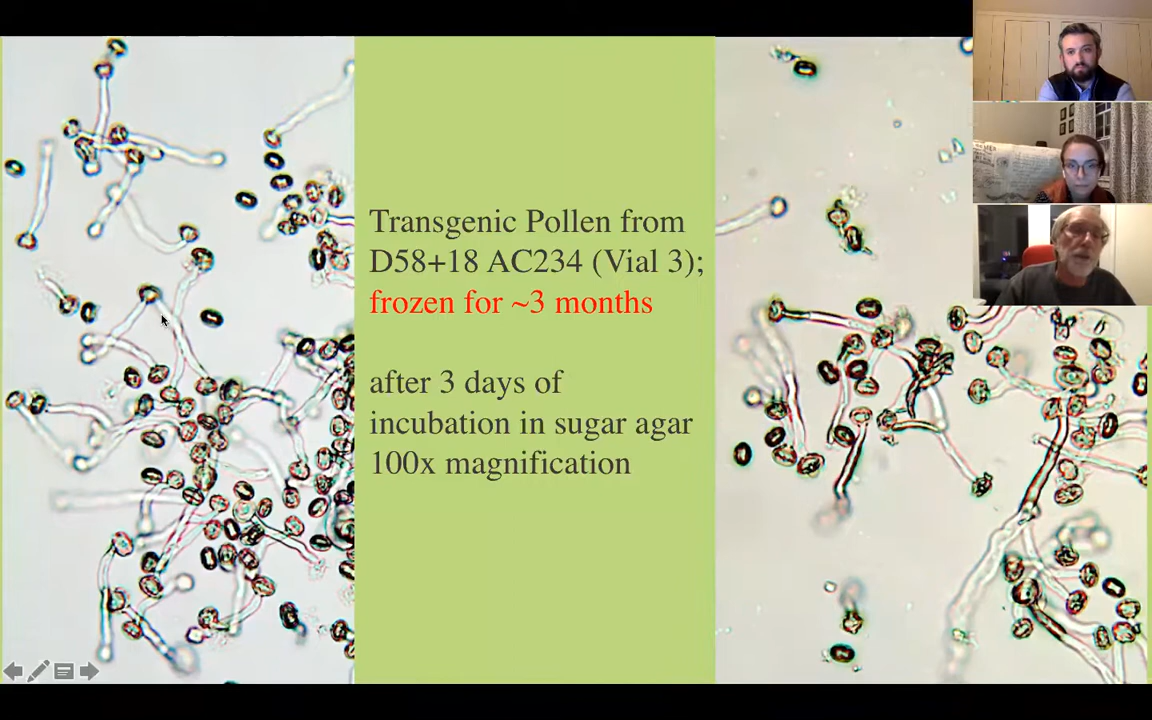 Transgenic Pollen from
D58+18 AC234 (Vial 3);
frozen for ~3 months
after 3 days of
incubation in sugar agar
100x magnification